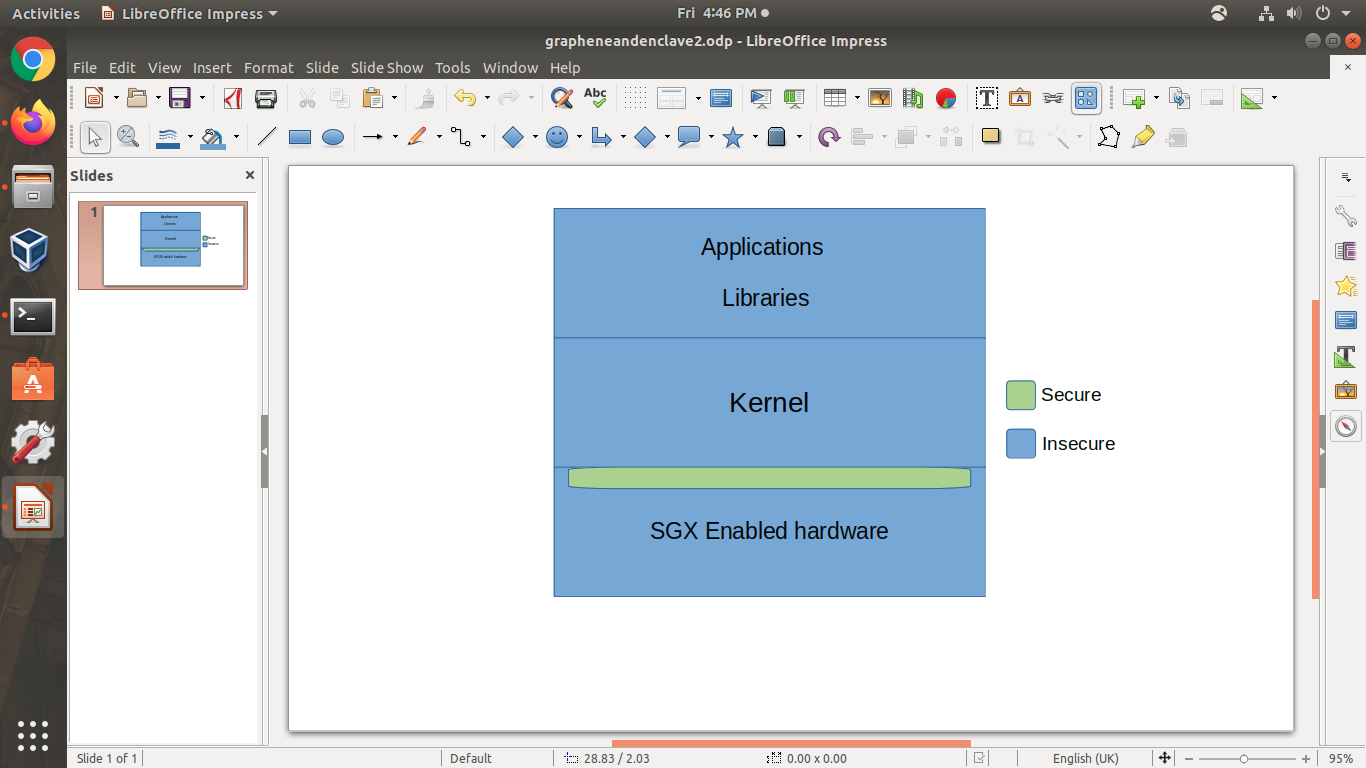 Activities
LibreOffice Impress
Fri 4:46 PM
grapheneandenclave2.odp - LibreOffice Impress
File Edit View Insert Format Slide Slide Show Tools Window Help
Abc
Slides
1
Applications
Libraries
Kernel
Secure
Insecure
SGX Enabled hardware
Slide 1 of 1
Default
28.83 / 2.03
0.00 x 0.00
English (UK)
95%